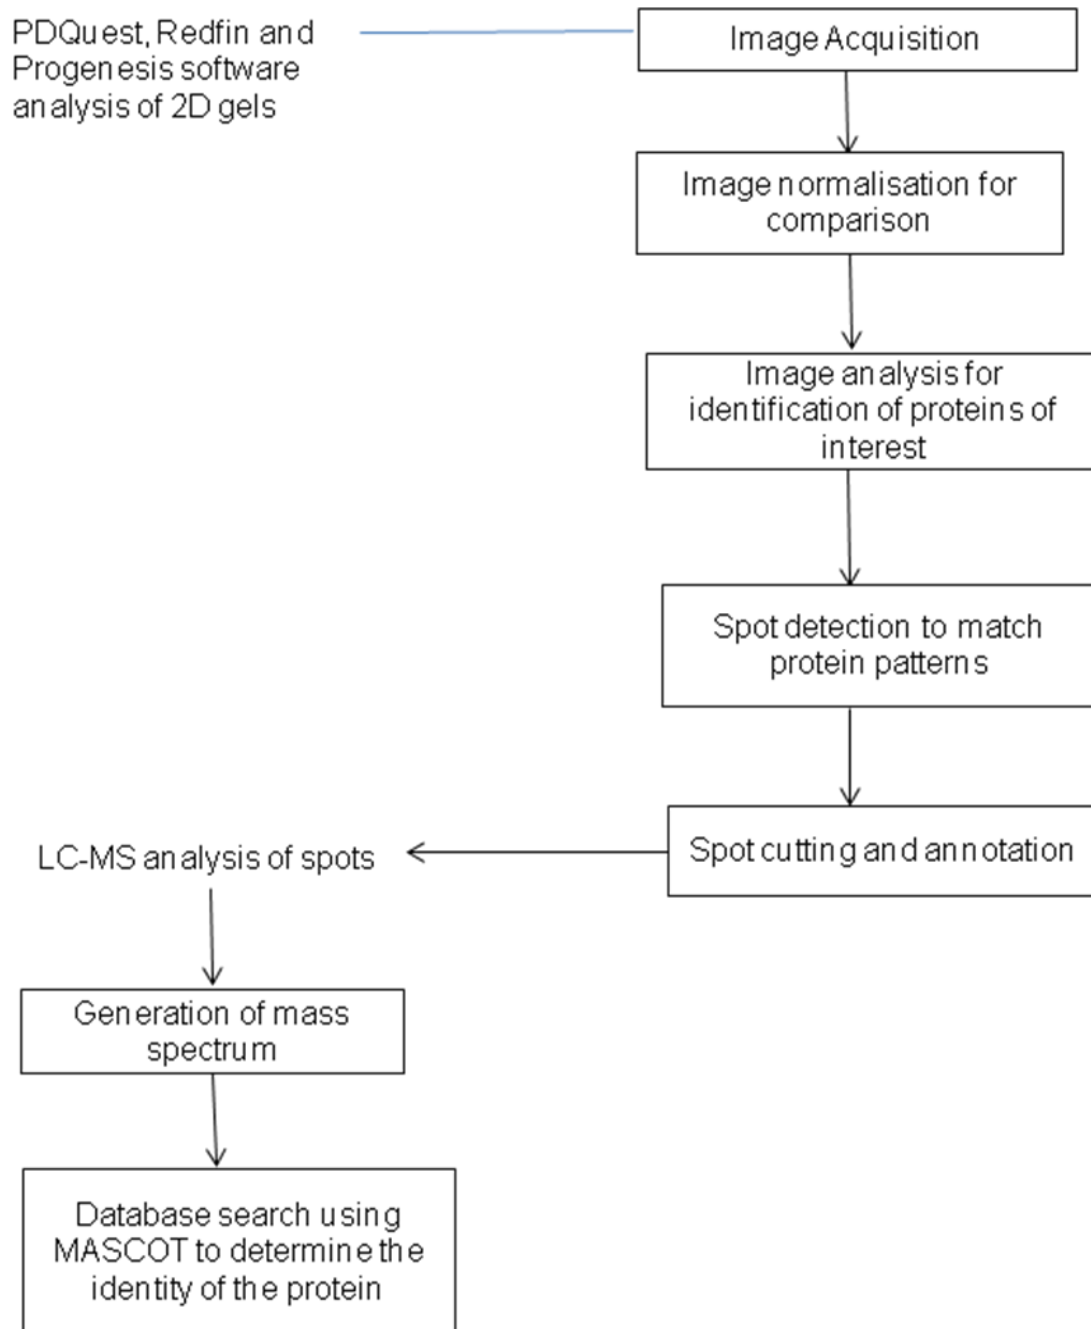 PDQuest, Redfin and
Progenesis software
analysis of 2D gels
Image Acquisition
Image normalisation for
comparison
Image analysis for
identification of proteins of
interest
Spot detection to match
protein patterns
Spot cutting and annotation
LC-MS analysis of spots
Generation of mass
spectrum
Database search using
MASCOT to determine the
identity of the protein